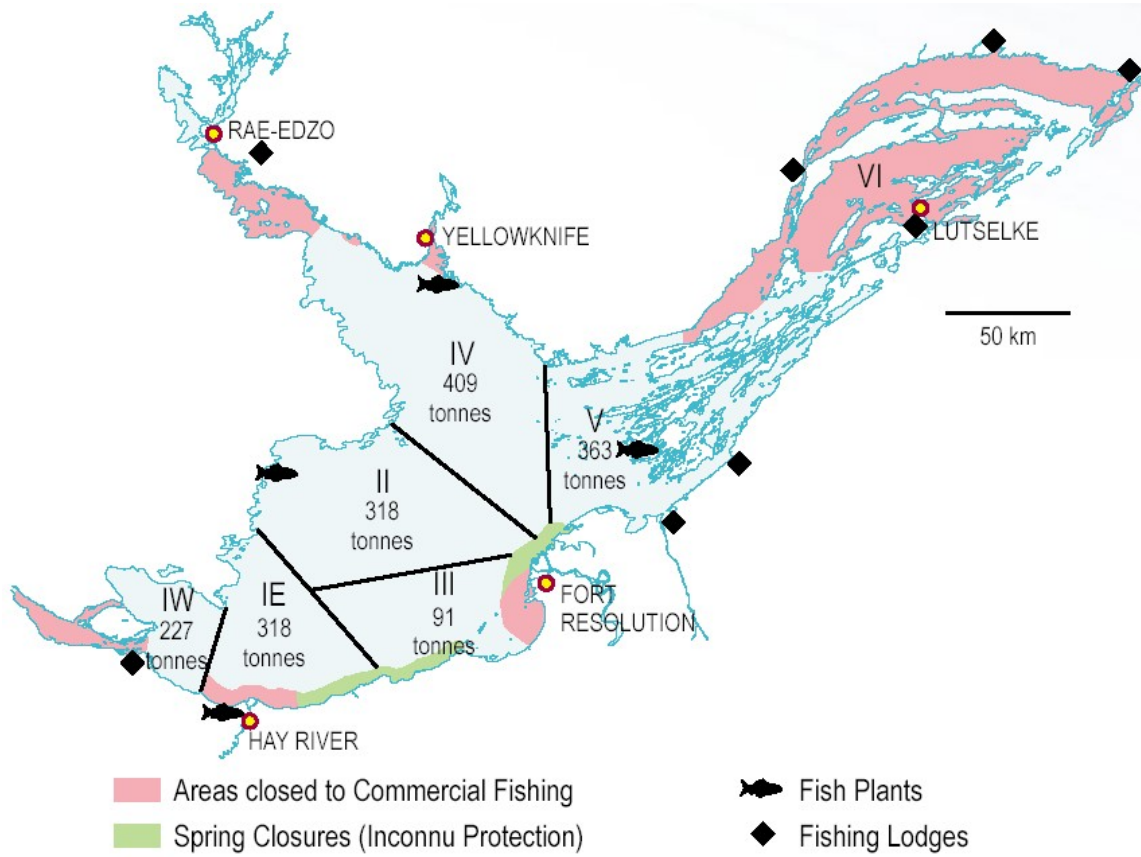 RAE-EDZO
YELLOWKNIFE
VI
LUTSELKE
50 km
IV
409
tonnes
V
363
tonnes
II
318
tonnes
III
91
tonnes
FORT
RESOLUTION
IW
227
tonnes
IE
318
tonnes
HAY RIVER
Areas closed to Commercial Fishing
Fish Plants
Spring Closures (Inconnu Protection)
Fishing Lodges